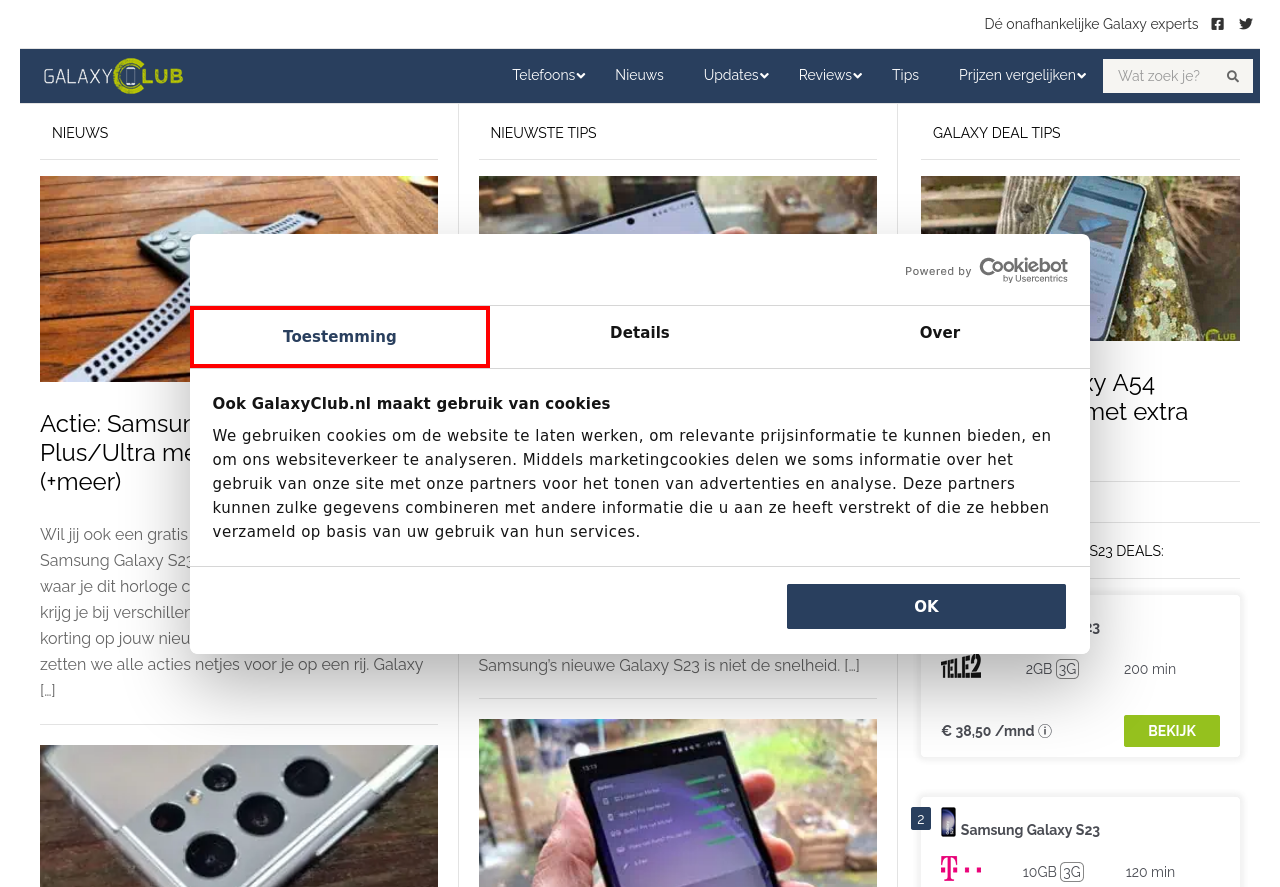 Dé onafhankelijke Galaxy experts
GALAXY CLUB
Telefoons Nieuws Updates Reviews Tips Prijzen vergelijken Wat zoek je?
NIEUWS
NIEUWSTE TIPS
GALAXY DEAL TIPS
Powered by Cookiebot
by Usercentrics
Toestemming Details Over
Ook GalaxyClub.nl maakt gebruik van cookies
We gebruiken cookies om de website te laten werken, om relevante prijsinformatie te kunnen bieden, en
om ons websiteverkeer te analyseren. Middels marketingcookies delen we soms informatie over het
gebruik van onze site met onze partners voor het tonen van advertenties en analyse. Deze partners
kunnen zulke gegevens combineren met andere informatie die u aan ze heeft verstrekt of die ze hebben
verzameld op basis van uw gebruik van hun services.
OK
Actie: Samsu
Plus/Ultra me
(+meer)
Wil jij ook een gratis
Samsung Galaxy S23
waar je dit horloge
krijg je bij verschiller
korting op jouw nieu
zetten we alle acties netjes voor je op een rij. Galaxy
[…]
Samsung’s nieuwe Galaxy S23 is niet de snelheid. […]
A54
met extra
S23 DEALS:
23
TELE2 2GB 3G 200 min
€ 38,50 /mnd BEKIJK
2 Samsung Galaxy S23
T 10GB 3G 120 min